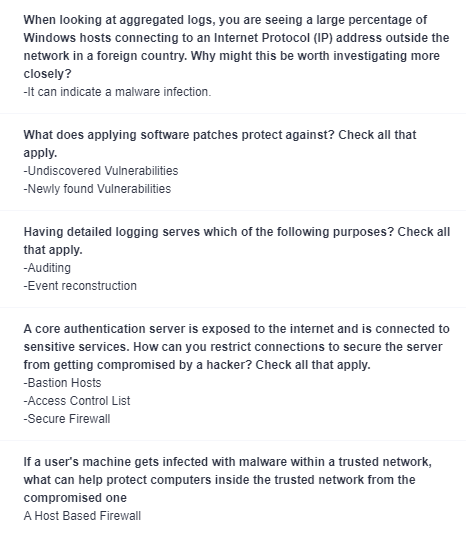 When looking at aggregated logs, you are seeing a large percentage of
Windows hosts connecting to an Internet Protocol (IP) address outside the
network in a foreign country. Why might this be worth investigating more
closely?
-It can indicate a malware infection.
What does applying software patches protect against? Check all that
apply.
-Undiscovered Vulnerabilities
-Newly found Vulnerabilities
Having detailed logging serves which of the following purposes? Check all
that apply.
-Auditing
-Event reconstruction
A core authentication server is exposed to the internet and is connected to
sensitive services. How can you restrict connections to secure the server
from getting compromised by a hacker? Check all that apply.
-Bastion Hosts
-Access Control List
-Secure Firewall
If a user's machine gets infected with malware within a trusted network,
what can help protect computers inside the trusted network from the
compromised one
A Host Based Firewall